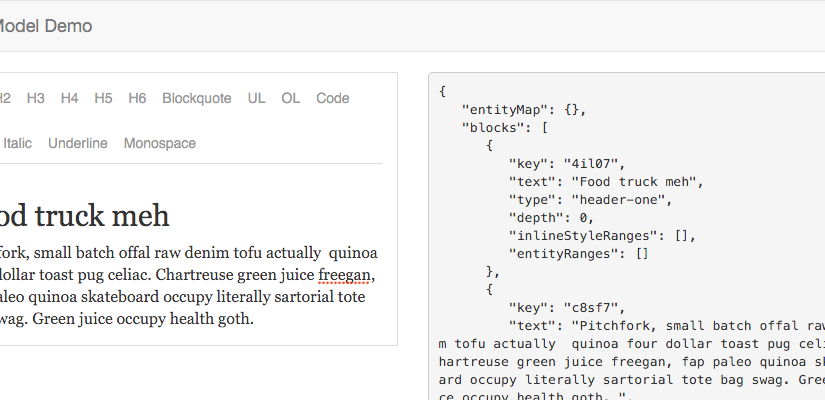 Model Demo
H2 H3 H4 H5 H6 Blockquote UL OL Code
Italic Underline Monospace
od truck meh
fork, small batch offal raw denim tofu actually  quinoa
dollar toast pug celiac. Chartreuse green juice freegan,
aleo quinoa skateboard occupy literally sartorial tote
wag. Green juice occupy health goth.
{
"entityMap": {},
"blocks": [
{
"key": "4il07",
"text": "Food truck meh",
"type": "header-one",
"depth": 0,
"inlineStyleRanges": [],
"entityRanges": []
},
{
"key": "c8sf7",
"text": "Pitchfork, small batch offal raw
m tofu actually  quinoa four dollar toast pug celi
hartreuse green juice freegan, fap paleo quinoa sk
ard occupy literally sartorial tote bag swag. Gree
ce occupy health goth. ",